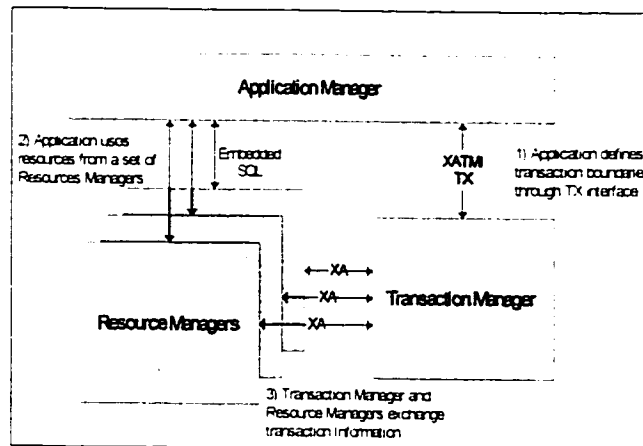 Application Manager
2) Application uses
resources from a set of
Resources Managers
Embedded
SQL
XATMI
TX
1) Application defines
transaction boundaries
through TX interface
XA
XA
XA
Resource Managers
Transaction Manager
3) Transaction Manager and
Resource Managers exchange
transaction Information